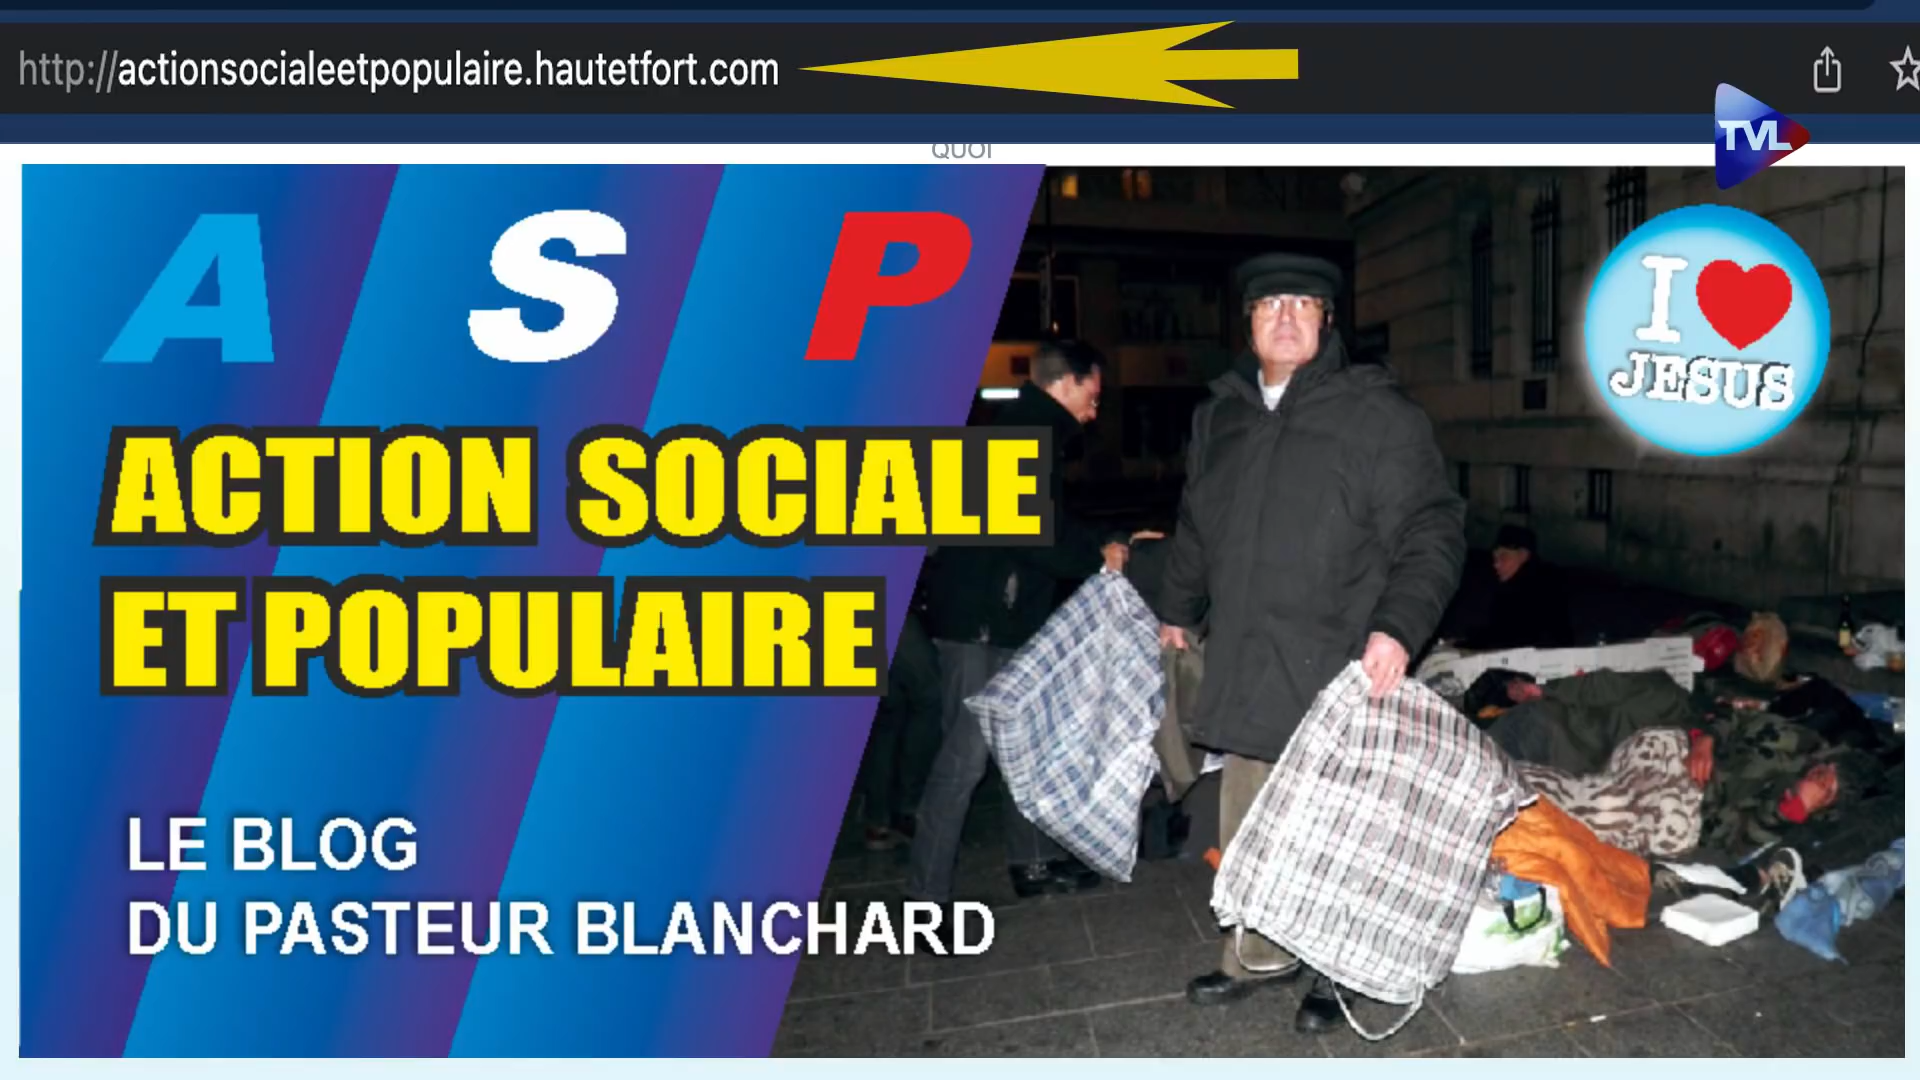 http://actionsocialeetpopulaire.hautetfort.com
TVL
QUOI
A S P
I
JESUS
ACTION SOCIALE
ET POPULAIRE
LE BLOG
DU PASTEUR BLANCHARD